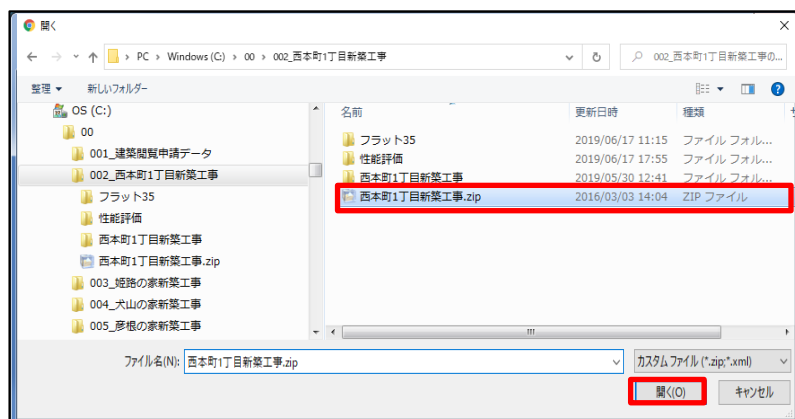 開く
PC > Windows (C:) > 00 > 002_西本町1丁目新築工事
002_西本町1丁目新築工事の...
整理 新しいフォルダー
OS (C:)
00
001_建築閲覧申請データ
002_西本町1丁目新築工事
フラット35
性能評価
西本町1丁目新築工事
西本町1丁目新築工事.zip
003_姫路の家新築工事
004_犬山の家新築工事
005_彦根の家新築工事
名前 更新日時 種類
フラット35 2019/06/17 11:15 ファイル フォル...
性能評価 2019/06/17 17:55 ファイル フォル...
西本町1丁目新築工事 2019/05/30 12:41 ファイル フォル...
西本町1丁目新築工事.zip 2016/03/03 14:04 ZIP ファイル
ファイル名(N): 西本町1丁目新築工事.zip カスタム ファイル (*.zip;*.xml)
開く(O) キャンセル